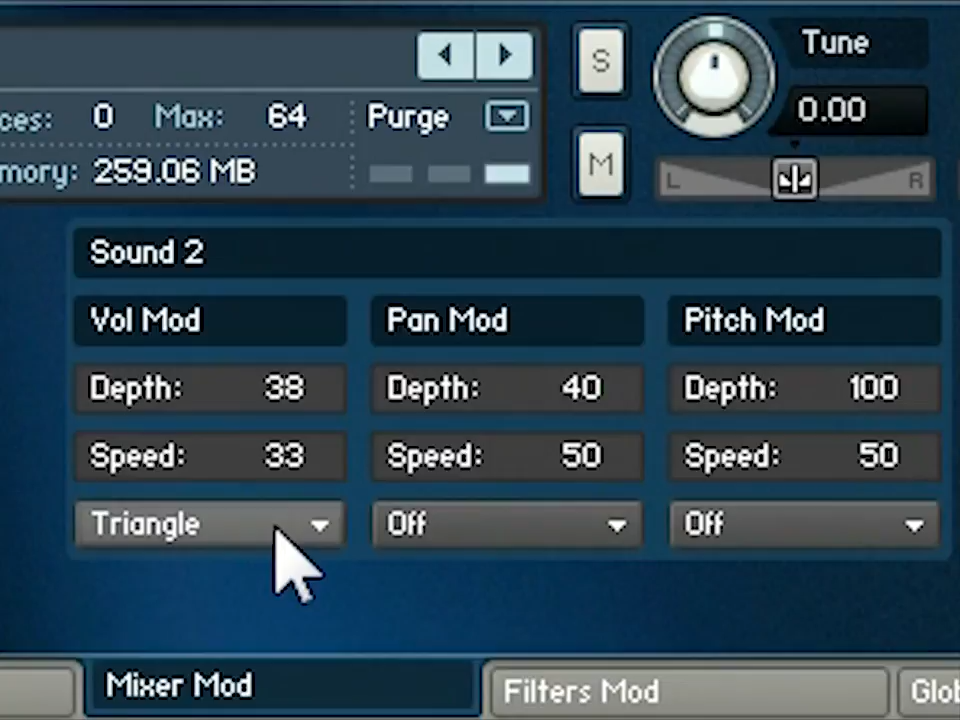 S
Tune
ces: 0 Max: 64 Purge
0.00
mory: 259.06 MB
M
L R
Sound 2
Vol Mod Pan Mod Pitch Mod
Depth: 38 Depth: 40 Depth: 100
Speed: 33 Speed: 50 Speed: 50
Triangle Off Off
Mixer Mod Filters Mod Glo